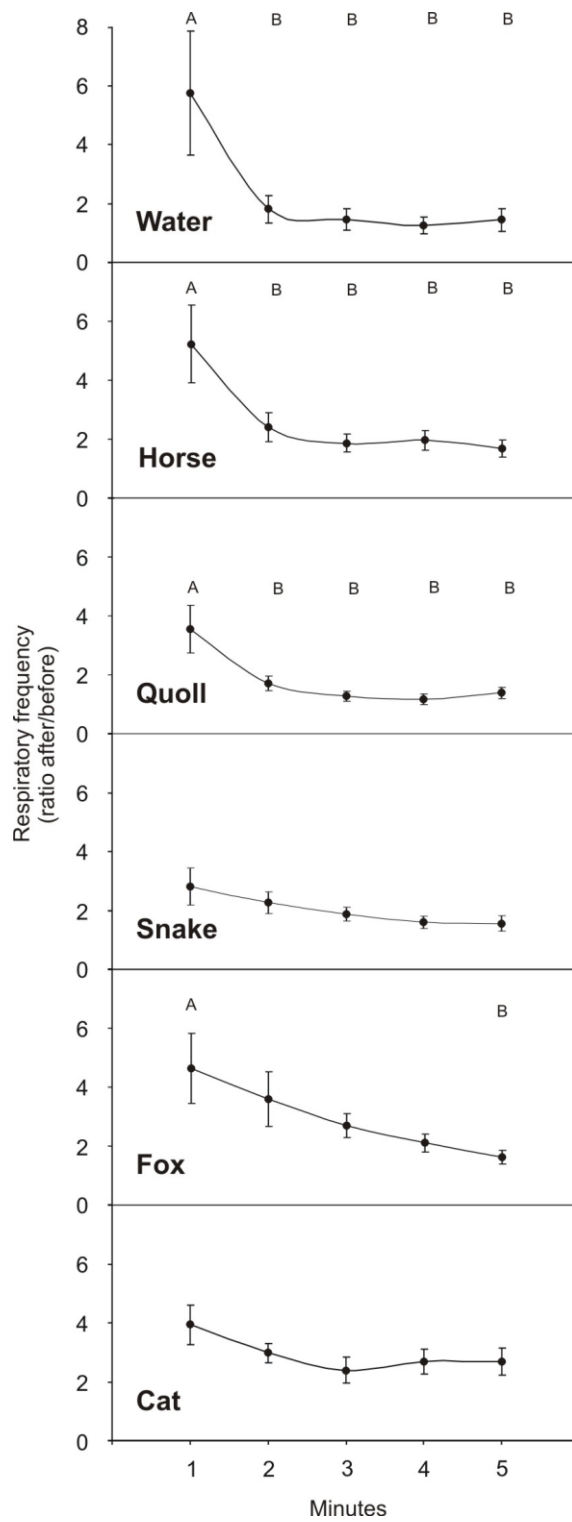 A B B B B
8
6
4
2
Water
0
A B B B B
6
4
2
Horse
0
6
A B B B B
4
2
Quoll
0
Respiratory frequency
(ratio after/before)
6
4
2
Snake
0
A B
6
4
2
Fox
0
6
4
2
Cat
0
1 2 3 4 5
Minutes